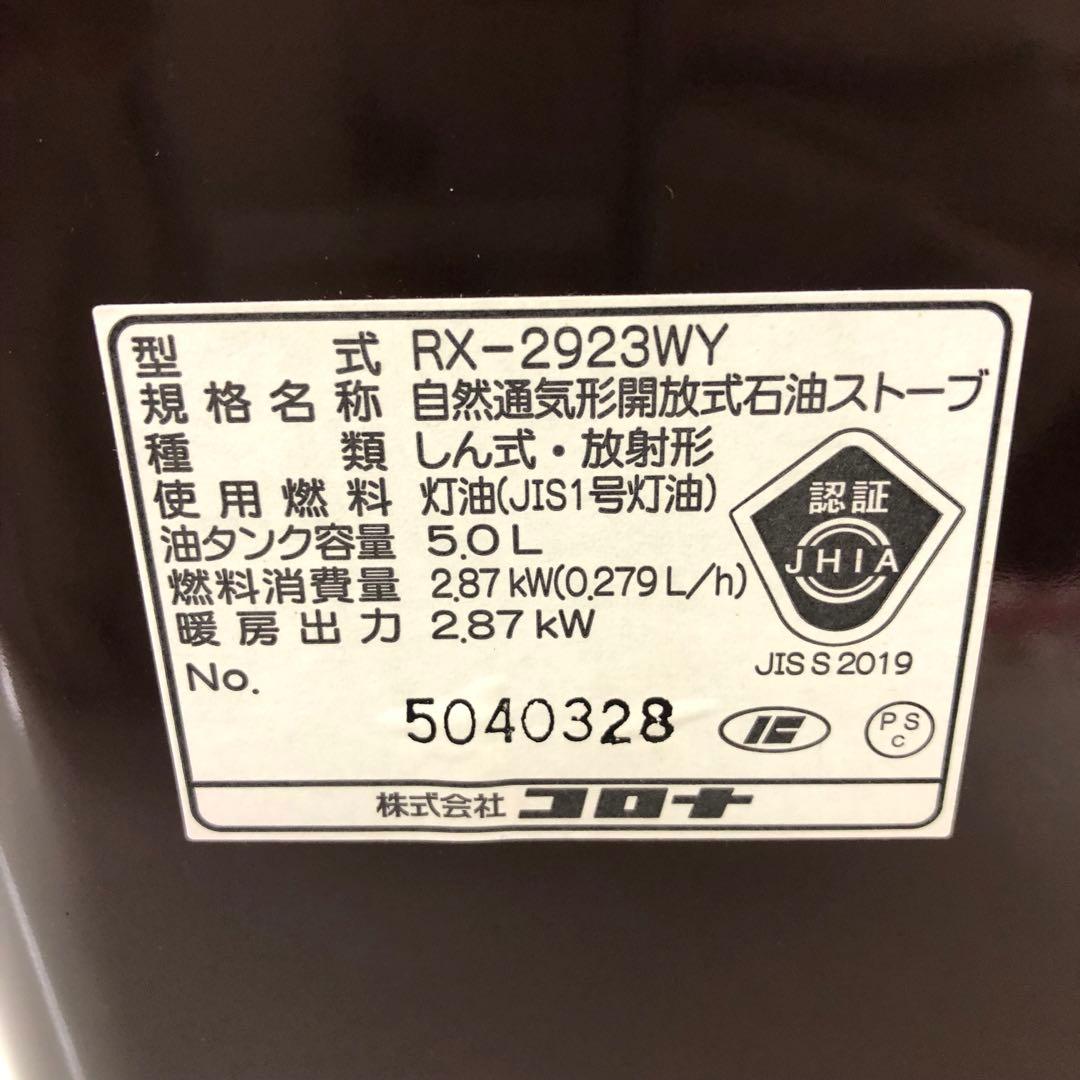 型式 RX-2923WY
規格名称 自然通気形開放式石油ストーブ
種類 しん式・放射形
使用燃料 灯油(JIS1号灯油)
油タンク容量 5.0L
燃料消費量 2.87kW(0.279L/h)
暖房出力 2.87kW
認証
JHIA
JIS S 2019
No.
5040328
PS
C
株式会社コロナ